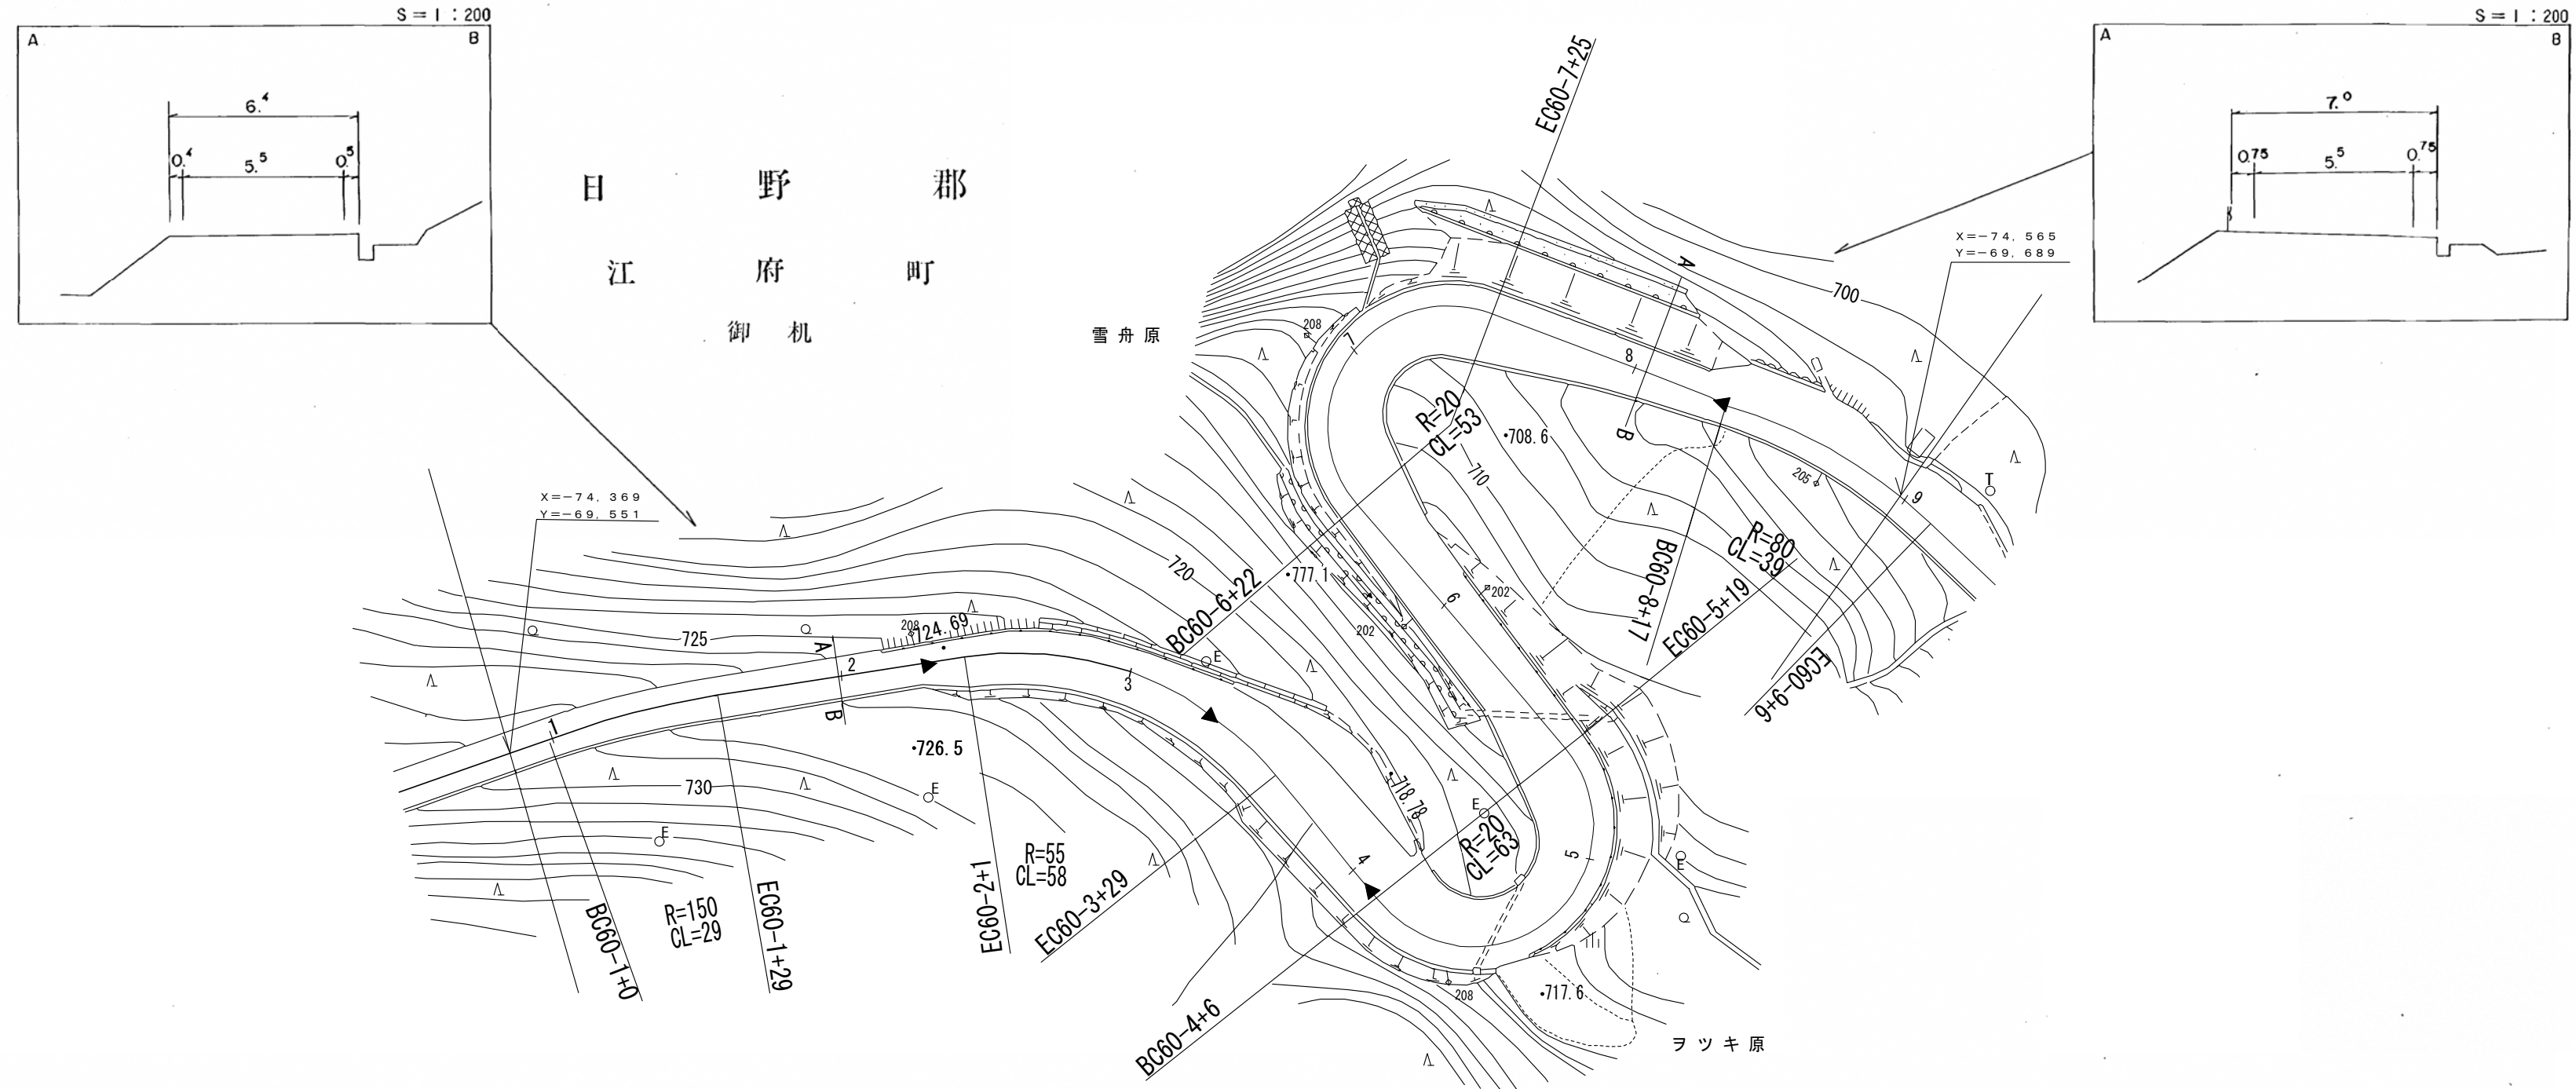 S=1:200
A
B
6.4
0.4
5.5
0.5
日野郡
江府町
御机
雪舟原
S=1:200
A
B
7.0
0.75
5.5
0.75
EC60-7+25
X=-74,565
Y=-69,689
700
A
208
7
8
R=20
CL=53
・708.6
B
710
205
9
T
X=-74,369
Y=-69,551
720
・777.1
BC60-6+22
6
202
202
R=80
CL=39
BC60-8+17
EC60-5+19
EC60-9+6
725
208
724.69
A
2
E
3
1
B
・726.5
730
E
E
718.78
E
R=20
CL=63
4
5
E
R=55
CL=58
R=150
CL=29
BC60-1+0
EC60-1+29
EC60-2+1
EC60-3+29
BC60-4+6
208
・717.6
ヲツキ原